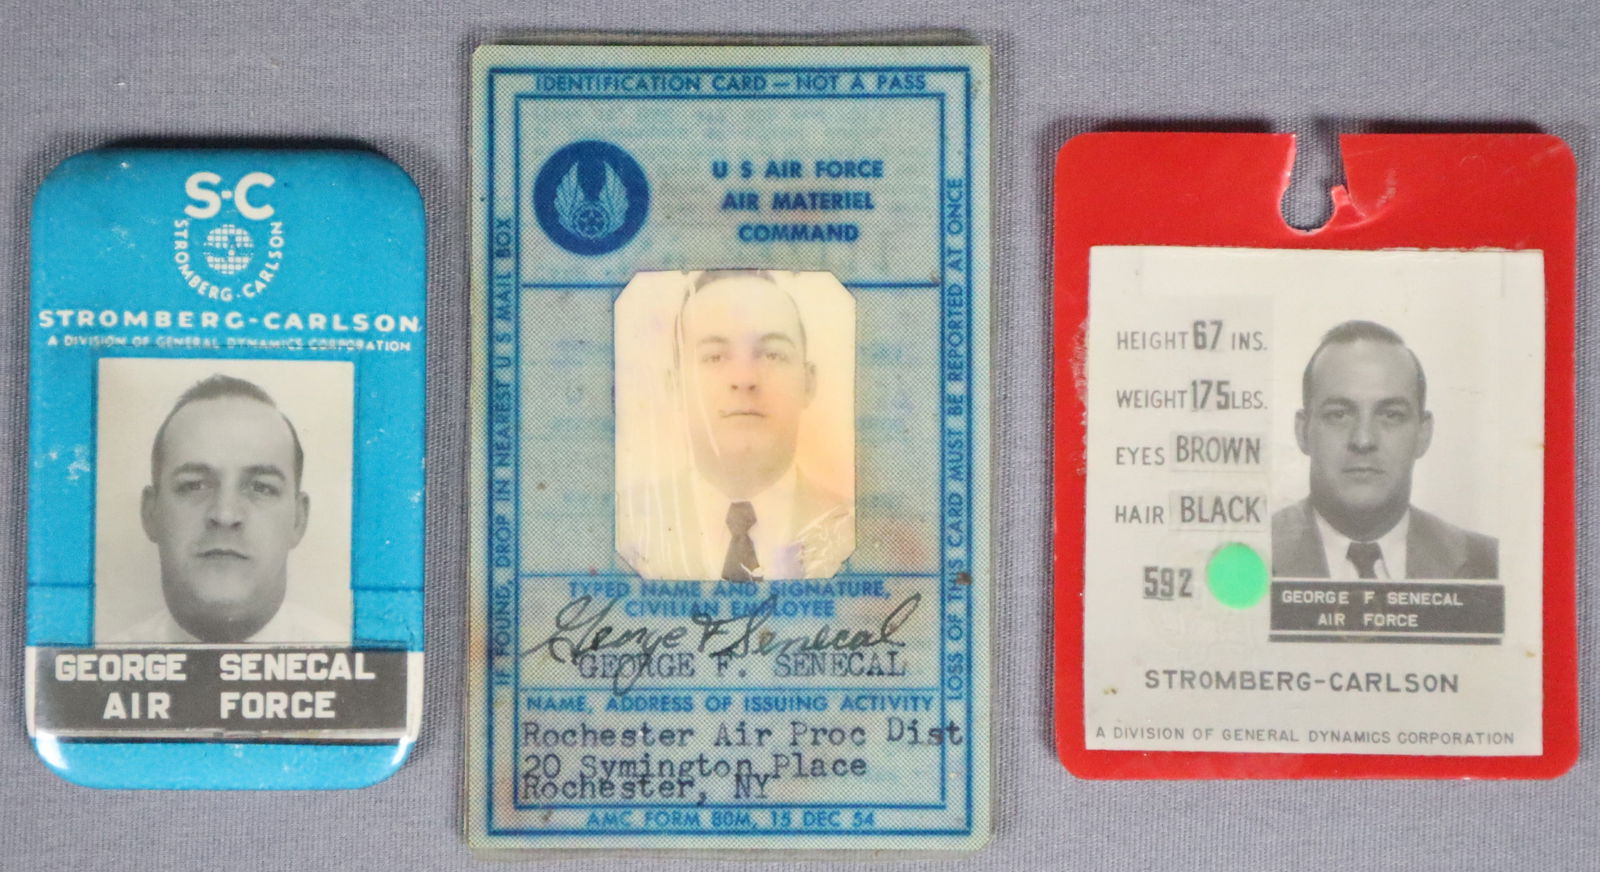 S-C
STROMBERG-CARLSON
STROMBERG-CARLSON
A DIVISION OF GENERAL DYNAMICS CORPORATION
GEORGE SENECAL
AIR FORCE
IDENTIFICATION CARD — NOT A PASS
U S AIR FORCE
AIR MATERIEL
COMMAND
IF FOUND, DROP IN NEAREST U S MAIL BOX
LOSS OF THIS CARD MUST BE REPORTED AT ONCE.
TYPED NAME AND SIGNATURE,
CIVILIAN EMPLOYEE
George F Senecal
GEORGE F. SENECAL
NAME, ADDRESS OF ISSUING ACTIVITY
Rochester Air Proc Dist
20 Symington Place
Rochester, NY
AMC FORM 80M, 15 DEC 54
HEIGHT 67 INS.
WEIGHT 175 LBS.
EYES BROWN
HAIR BLACK
592
GEORGE F SENECAL
AIR FORCE
STROMBERG-CARLSON
A DIVISION OF GENERAL DYNAMICS CORPORATION